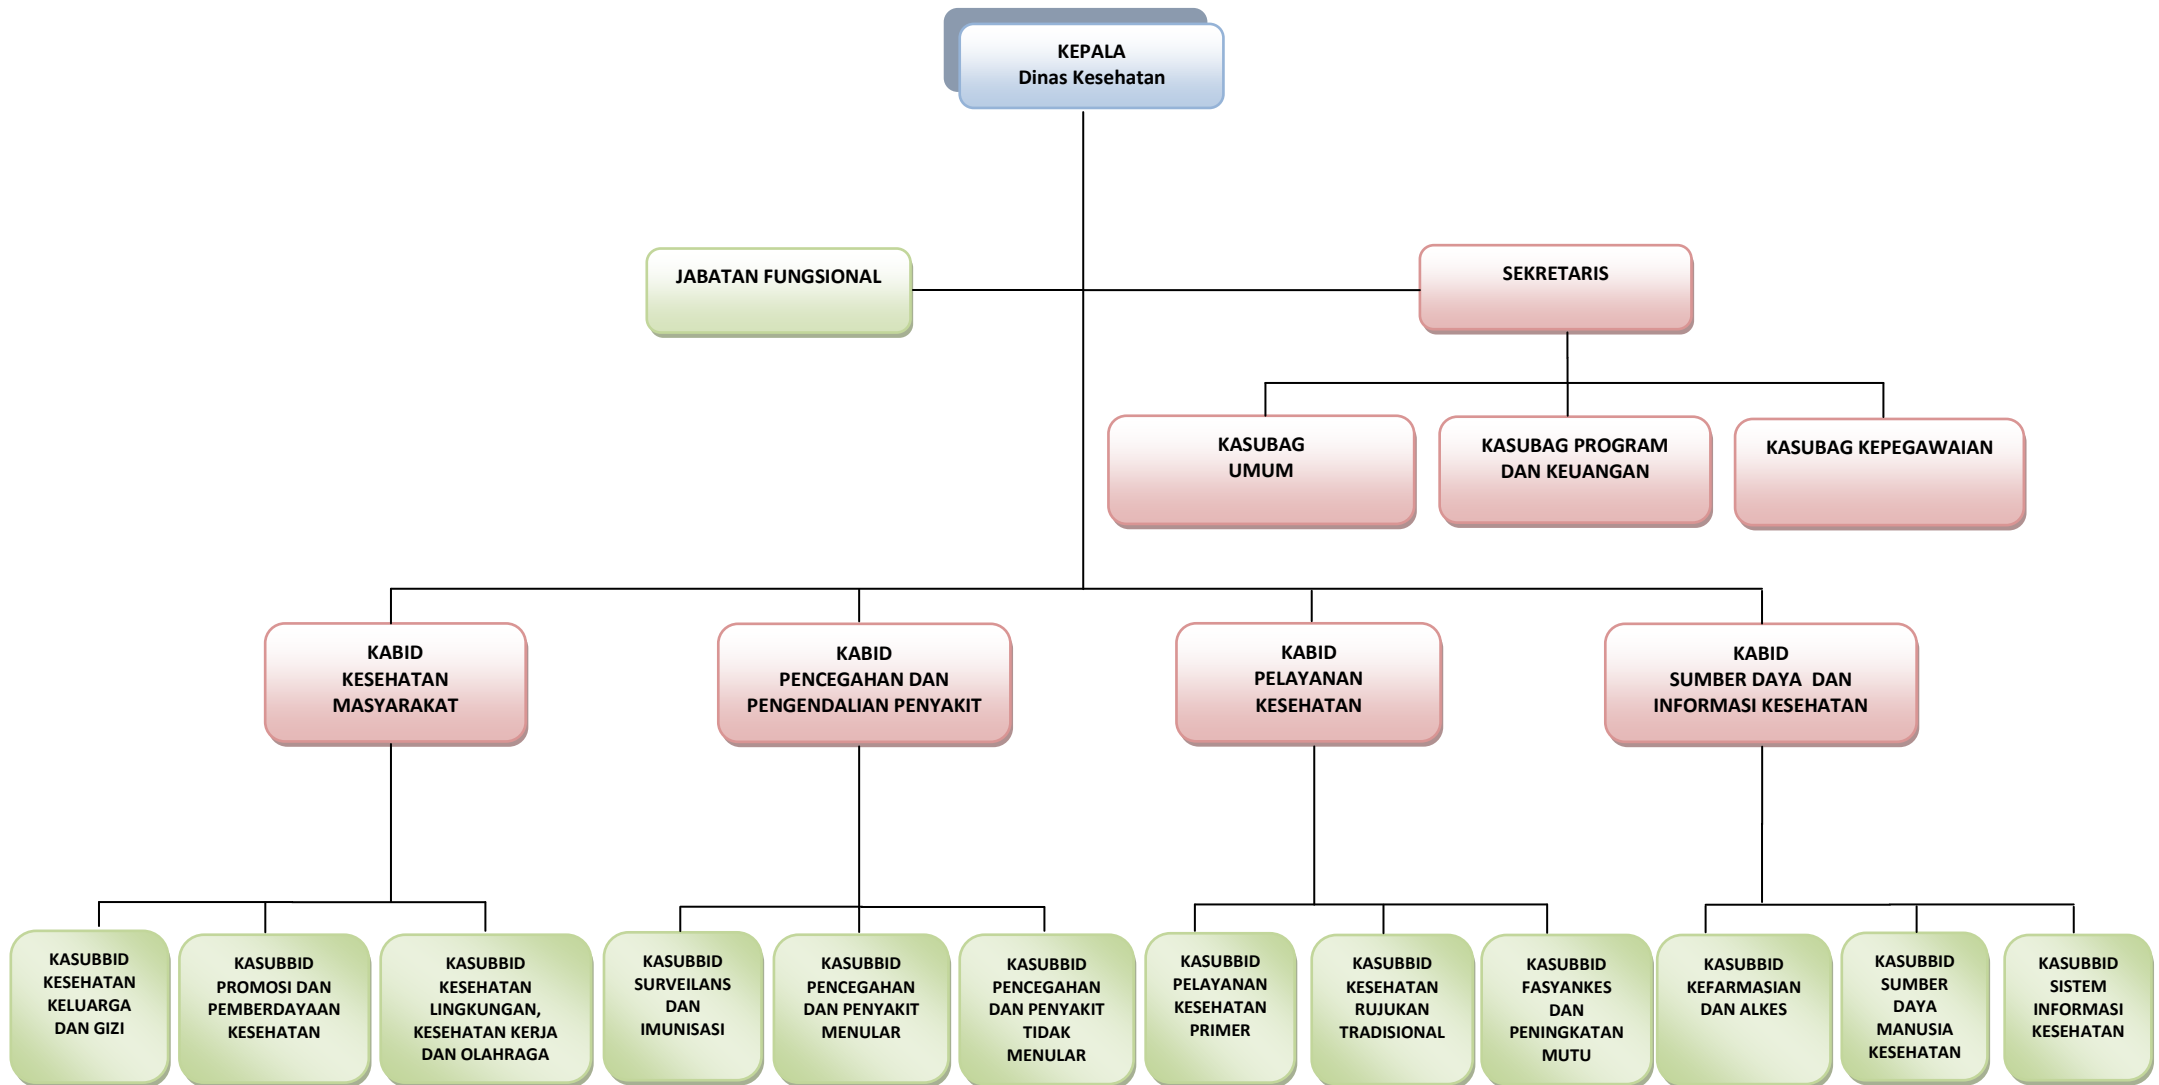 KEPALA
Dinas Kesehatan
JABATAN FUNGSIONAL
SEKRETARIS
KASUBAG
UMUM
KASUBAG PROGRAM
DAN KEUANGAN
KASUBAG KEPEGAWAIAN
KABID
KESEHATAN
MASYARAKAT
KABID
PENCEGAHAN DAN
PENGENDALIAN PENYAKIT
KABID
PELAYANAN
KESEHATAN
KABID
SUMBER DAYA DAN
INFORMASI KESEHATAN
KASUBBID
KESEHATAN
KELUARGA
DAN GIZI
KASUBBID
PROMOSI DAN
PEMBERDAYAAN
KESEHATAN
KASUBBID
KESEHATAN
LINGKUNGAN,
KESEHATAN KERJA
DAN OLAHRAGA
KASUBBID
SURVEILANS
DAN
IMUNISASI
KASUBBID
PENCEGAHAN
DAN PENYAKIT
MENULAR
KASUBBID
PENCEGAHAN
DAN PENYAKIT
TIDAK
MENULAR
KASUBBID
PELAYANAN
KESEHATAN
PRIMER
KASUBBID
KESEHATAN
RUJUKAN
TRADISIONAL
KASUBBID
FASYANKES
DAN
PENINGKATAN
MUTU
KASUBBID
KEFARMASIAN
DAN ALKES
KASUBBID
SUMBER
DAYA
MANUSIA
KESEHATAN
KASUBBID
SISTEM
INFORMASI
KESEHATAN